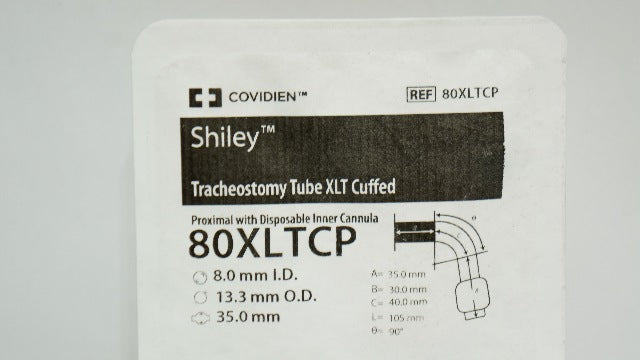 COVIDIEN™
REF 80XLTCP
Shiley™
Tracheostomy Tube XLT Cuffed
Proximal with Disposable Inner Cannula
80XLTCP
8.0 mm I.D.
13.3 mm O.D.
35.0 mm
A= 35.0 mm
B= 30.0 mm
C= 40.0 mm
L= 105 mm
θ= 90°